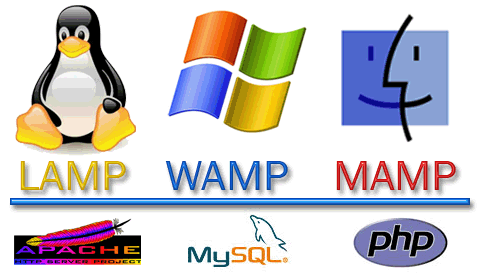 LAMP WAMP MAMP
APACHE MySQL® php
HTTP SERVER PROJECT